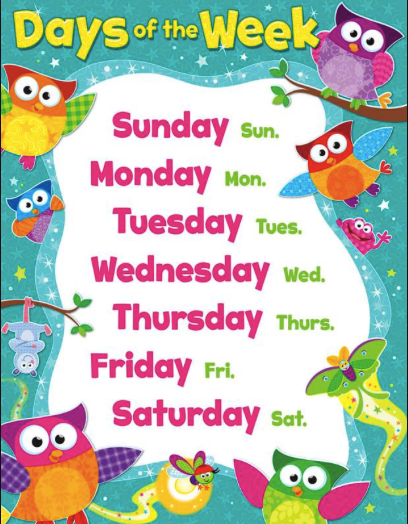 Days of the Week
Sunday Sun.
Monday Mon.
Tuesday Tues.
Wednesday Wed.
Thursday Thurs.
Friday Fri.
Saturday Sat.